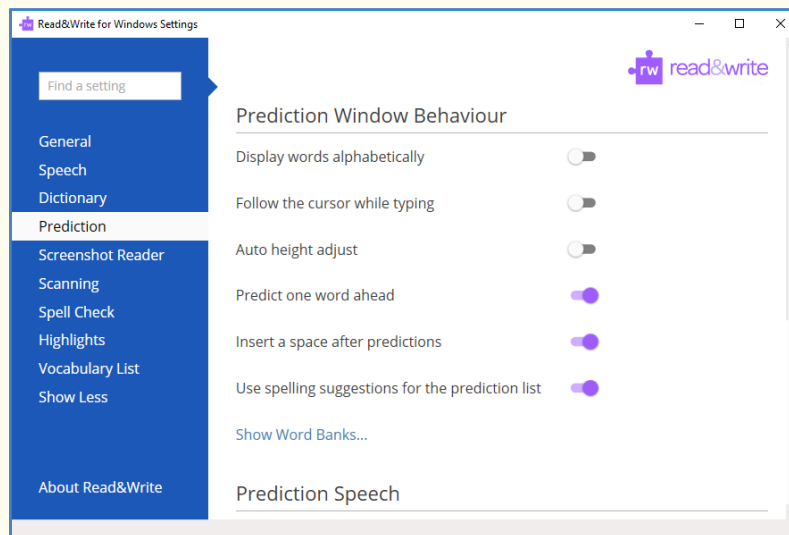 rw Read&Write for Windows Settings
rw read&write
Find a setting
General
Speech
Dictionary
Prediction
Screenshot Reader
Scanning
Spell Check
Highlights
Vocabulary List
Show Less
About Read&Write
Prediction Window Behaviour
Display words alphabetically
Follow the cursor while typing
Auto height adjust
Predict one word ahead
Insert a space after predictions
Use spelling suggestions for the prediction list
Show Word Banks...
Prediction Speech